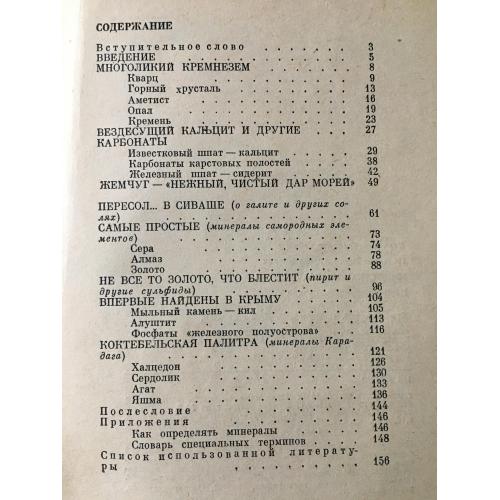 СОДЕРЖАНИЕ
Вступительное слово . . . . . . . . 3
ВВЕДЕНИЕ . . . . . . . . . . 5
МНОГОЛИКИЙ КРЕМНЕЗЕМ . . . . . . 8
Кварц . . . . . . . . . . 9
Горный хрусталь . . . . . . . . 13
Аметист . . . . . . . . . . 16
Опал . . . . . . . . . . 19
Кремень . . . . . . . . . . 23
ВЕЗДЕСУЩИЙ КАЛЬЦИТ И ДРУГИЕ . . . 27
КАРБОНАТЫ
Известковый шпат — кальцит . . . . . 29
Карбонаты карстовых полостей . . . . 38
Железный шпат — сидерит . . . . . 42
ЖЕМЧУГ — «НЕЖНЫЙ, ЧИСТЫЙ ДАР МОРЕЙ» 49
ПЕРЕСОЛ... В СИВАШЕ (о галите и других со-
лях) . . . . . . . . . . 61
САМЫЕ ПРОСТЫЕ (минералы самородных эле-
ментов) . . . . . . . . . . 73
Сера . . . . . . . . . . 74
Алмаз . . . . . . . . . . 78
Золото . . . . . . . . . . 88
НЕ ВСЕ ТО ЗОЛОТО, ЧТО БЛЕСТИТ (пирит и
другие сульфиды) . . . . . . . . 96
ВПЕРВЫЕ НАЙДЕНЫ В КРЫМУ . . . . . 104
Мыльный камень — кил . . . . . . 105
Алуштит . . . . . . . . . . 113
Фосфаты «железного полуострова» . . . 116
КОКТЕБЕЛЬСКАЯ ПАЛИТРА (минералы Кара-
дага) . . . . . . . . . . 121
Халцедон . . . . . . . . . . 126
Сердолик . . . . . . . . . . 130
Агат . . . . . . . . . . 133
Яшма . . . . . . . . . . 136
Послесловие . . . . . . . . . . 144
Приложения . . . . . . . . . . 146
Как определять минералы . . . . . 146
Словарь специальных терминов . . . . 148
Список использованной литерату-
ры . . . . . . . . . . 156